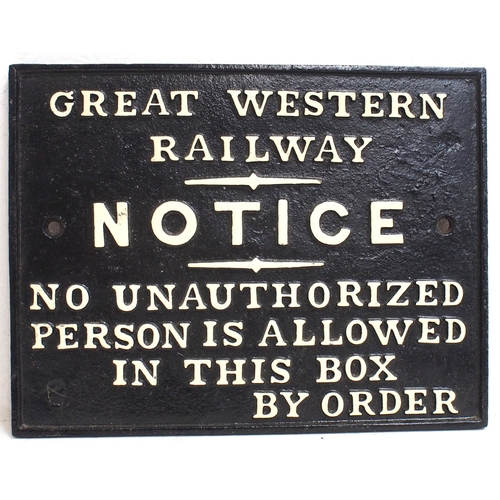 GREAT WESTERN
RAILWAY
NOTICE
NO UNAUTHORIZED
PERSON IS ALLOWED
IN THIS BOX
BY ORDER